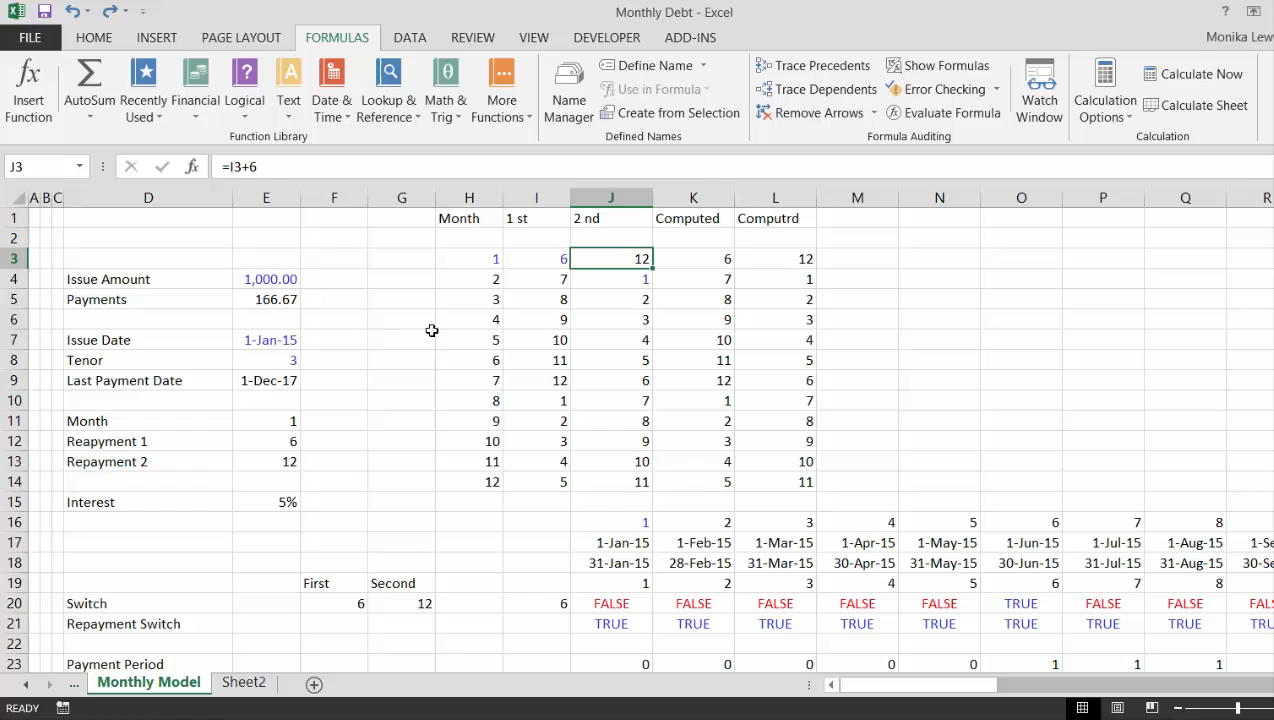 Monthly Debt - Excel
?
FILE HOME INSERT PAGE LAYOUT FORMULAS DATA REVIEW VIEW DEVELOPER ADD-INS Monika Lew
fx Insert Function
Σ AutoSum
Recently Used
Financial
Logical
Text
Date & Time
Lookup & Reference
Math & Trig
More Functions
Function Library
Name Manager
Define Name
Use in Formula
Create from Selection
Defined Names
Trace Precedents
Trace Dependents
Remove Arrows
Show Formulas
Error Checking
Evaluate Formula
Formula Auditing
Watch Window
Calculation Options
Calculate Now
Calculate Sheet
Calculation
J3 fx =I3+6
A B C D E F G H I J K L M N O P Q R
1 Month 1 st 2 nd Computed Computrd
2
3 1 6 12 6 12
4 Issue Amount 1,000.00 2 7 1 7 1
5 Payments 166.67 3 8 2 8 2
6 4 9 3 9 3
7 Issue Date 1-Jan-15 5 10 4 10 4
8 Tenor 3 6 11 5 11 5
9 Last Payment Date 1-Dec-17 7 12 6 12 6
10 8 1 7 1 7
11 Month 1 9 2 8 2 8
12 Reapyment 1 6 10 3 9 3 9
13 Repayment 2 12 11 4 10 4 10
14 12 5 11 5 11
15 Interest 5%
16 1 2 3 4 5 6 7 8
17 1-Jan-15 1-Feb-15 1-Mar-15 1-Apr-15 1-May-15 1-Jun-15 1-Jul-15 1-Aug-15 1-Se
18 31-Jan-15 28-Feb-15 31-Mar-15 30-Apr-15 31-May-15 30-Jun-15 31-Jul-15 31-Aug-15 30-Se
19 First Second 1 2 3 4 5 6 7 8
20 Switch 6 12 6 FALSE FALSE FALSE FALSE FALSE TRUE FALSE FALSE FALS
21 Repayment Switch TRUE TRUE TRUE TRUE TRUE TRUE TRUE TRUE T
22
23 Payment Period 0 0 0 0 0 1 1 1
... Monthly Model Sheet2
READY